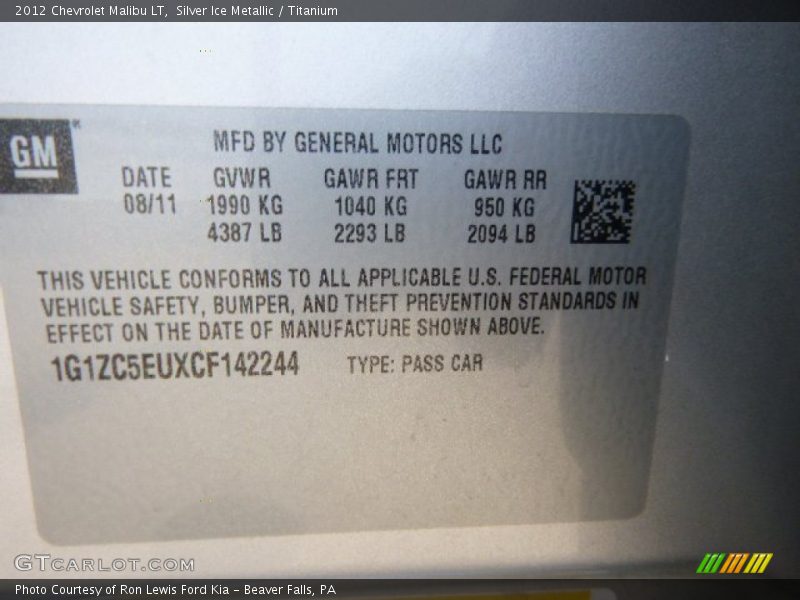 2012 Chevrolet Malibu LT, Silver Ice Metallic / Titanium
GM
MFD BY GENERAL MOTORS LLC
DATE GVWR GAWR FRT GAWR RR
08/11 1990 KG 1040 KG 950 KG
4387 LB 2293 LB 2094 LB
THIS VEHICLE CONFORMS TO ALL APPLICABLE U.S. FEDERAL MOTOR
VEHICLE SAFETY, BUMPER, AND THEFT PREVENTION STANDARDS IN
EFFECT ON THE DATE OF MANUFACTURE SHOWN ABOVE.
1G1ZC5EUXCF142244 TYPE: PASS CAR
GTCARLOT.COM
Photo Courtesy of Ron Lewis Ford Kia – Beaver Falls, PA